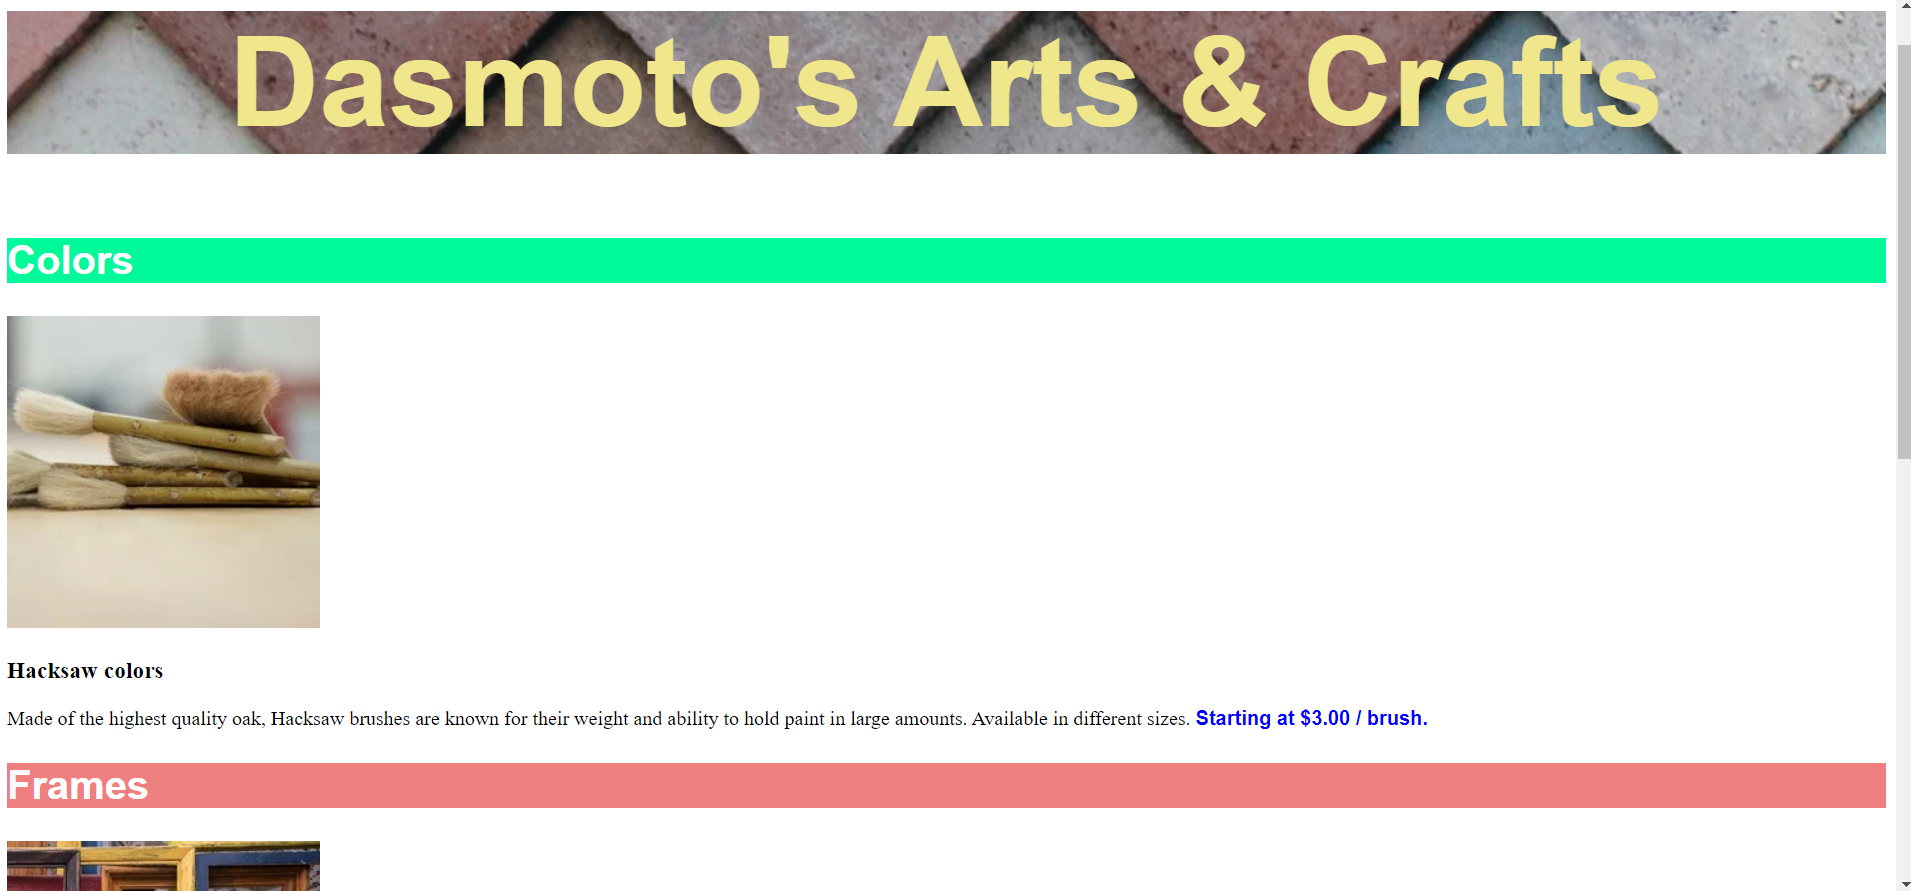 Dasmoto's Arts & Crafts
Colors
Hacksaw colors
Made of the highest quality oak, Hacksaw brushes are known for their weight and ability to hold paint in large amounts. Available in different sizes. Starting at $3.00 / brush.
Frames